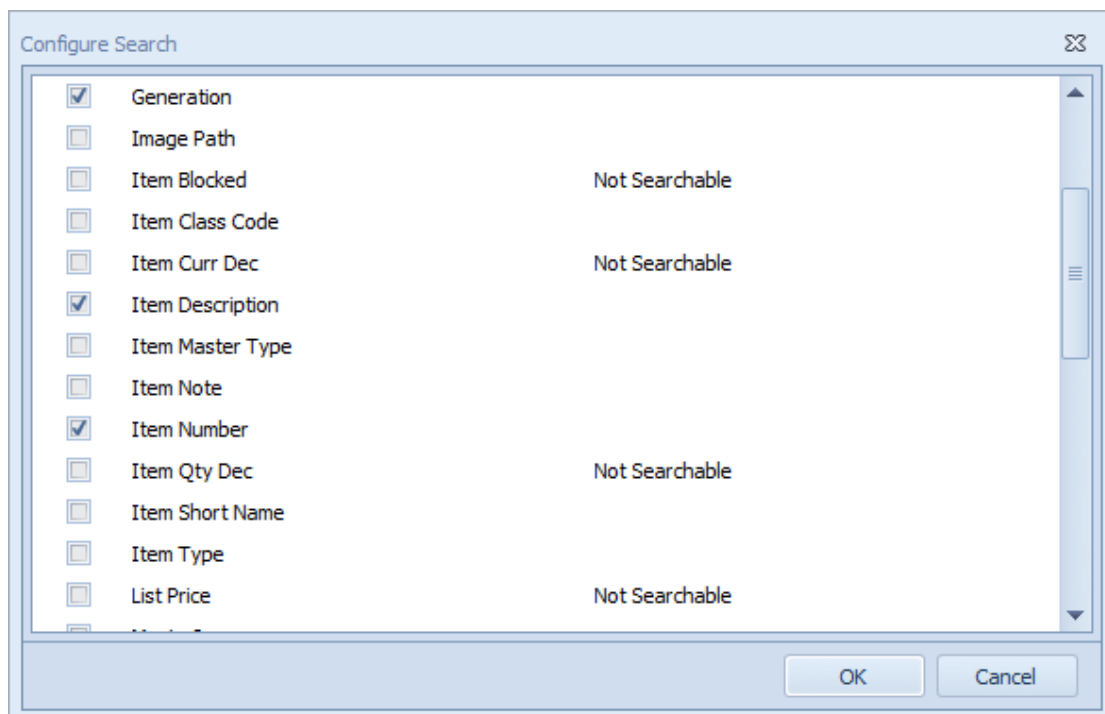 Configure Search
Generation
Image Path
Item Blocked Not Searchable
Item Class Code
Item Curr Dec Not Searchable
Item Description
Item Master Type
Item Note
Item Number
Item Qty Dec Not Searchable
Item Short Name
Item Type
List Price Not Searchable
OK Cancel